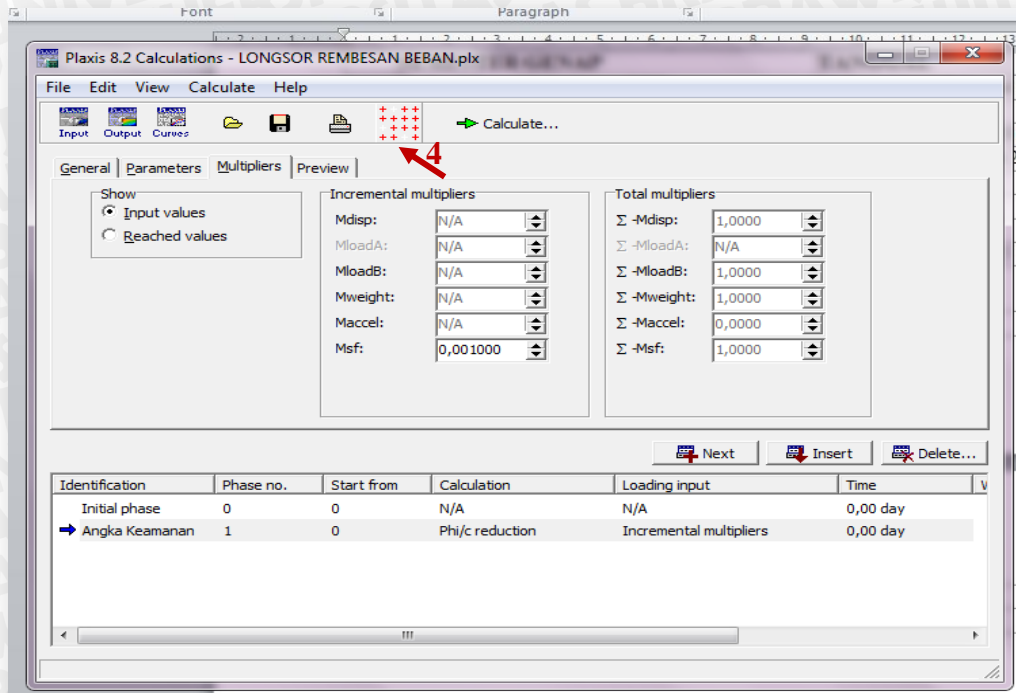 Font Paragraph
Plaxis 8.2 Calculations - LONGSOR REMBESAN BEBAN.plx
File Edit View Calculate Help
Input Output Curves Calculate...
4
General Parameters Multipliers Preview
Show Incremental multipliers Total multipliers
Input values Mdisp: N/A Σ -Mdisp: 1,0000
Reached values MloadA: N/A Σ -MloadA: N/A
MloadB: N/A Σ -MloadB: 1,0000
Mweight: N/A Σ -Mweight: 1,0000
Maccel: N/A Σ -Maccel: 0,0000
Msf: 0,001000 Σ -Msf: 1,0000
Next Insert Delete...
Identification Phase no. Start from Calculation Loading input Time
Initial phase 0 0 N/A N/A 0,00 day
Angka Keamanan 1 0 Phi/c reduction Incremental multipliers 0,00 day